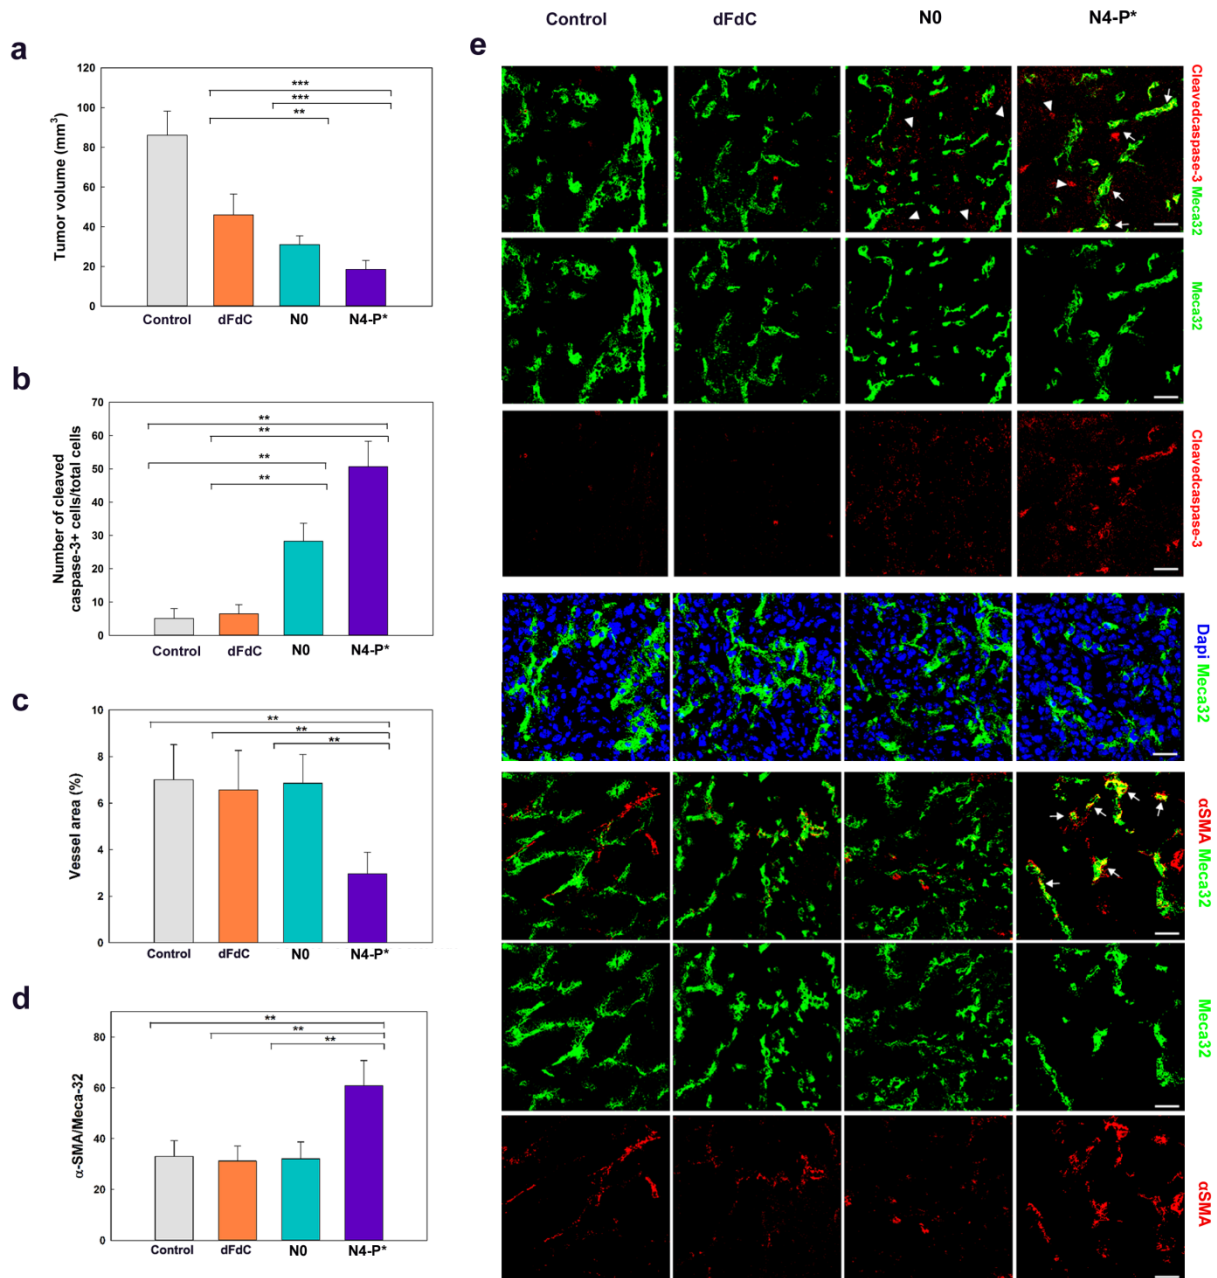 Control dFdC N0 N4-P*
a
Tumor volume (mm³)
120
100
80
60
40
20
0
***
***
**
Control dFdC N0 N4-P*
b
Number of cleaved
caspase-3+ cells/total cells
70
60
50
40
30
20
10
0
**
**
**
**
Control dFdC N0 N4-P*
c
Vessel area (%)
10
8
6
4
2
0
**
**
**
Control dFdC N0 N4-P*
d
α-SMA/Meca-32
80
60
40
20
0
**
**
**
Control dFdC N0 N4-P*
e
Cleavedcaspase-3 Meca32
Meca32
Cleavedcaspase-3
Dapi Meca32
αSMA Meca32
Meca32
αSMA